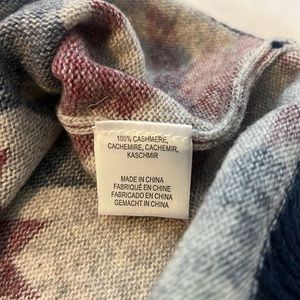 100% CASHMERE,
CACHEMIRE, CACHEMIR,
KASCHMIR
MADE IN CHINA
FABRIQUÉ EN CHINE
FABRICADO EN CHINA
GEMACHT IN CHINA